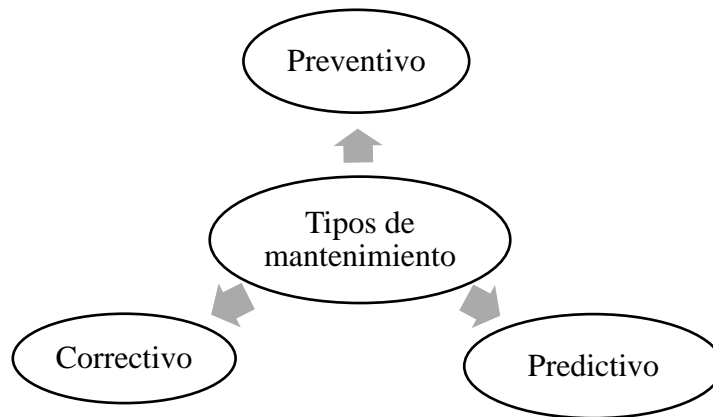 Preventivo
Tipos de
mantenimiento
Correctivo
Predictivo